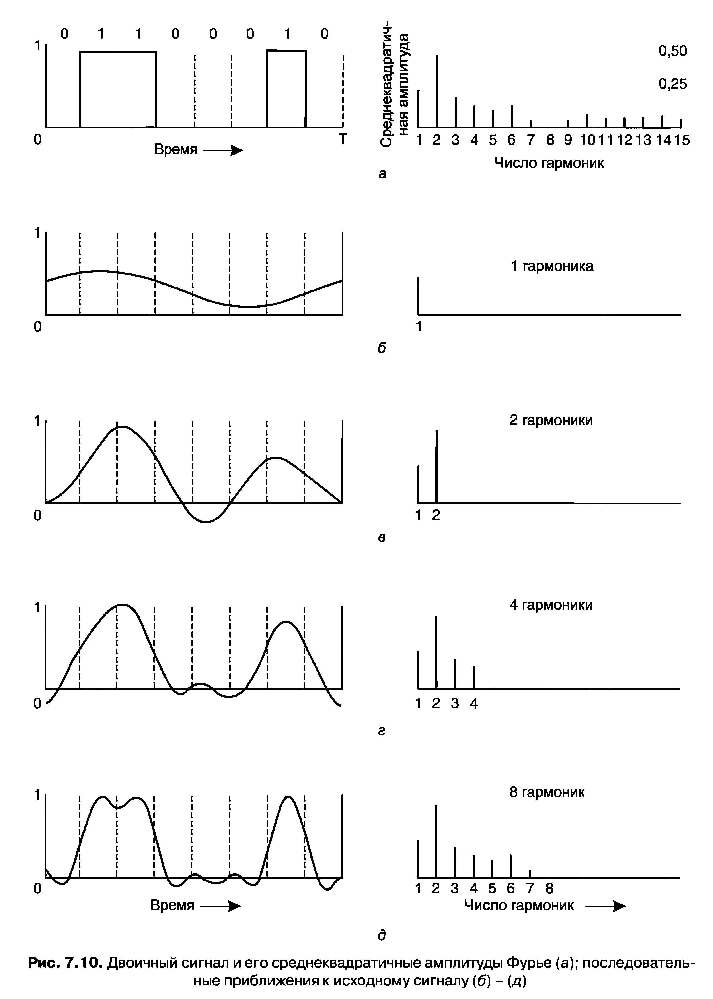 0 1 1 0 0 0 1 0
1
0
T
Время
Среднеквадратич-
ная амплитуда
0,50
0,25
1 2 3 4 5 6 7 8 9 10 11 12 13 14 15
Число гармоник
а
1
0
1 гармоника
1
б
1
0
2 гармоники
1 2
в
1
0
4 гармоники
1 2 3 4
г
1
0
Время
8 гармоник
1 2 3 4 5 6 7 8
Число гармоник
д
Рис. 7.10. Двоичный сигнал и его среднеквадратичные амплитуды Фурье (а); последователь-
ные приближения к исходному сигналу (б) – (д)